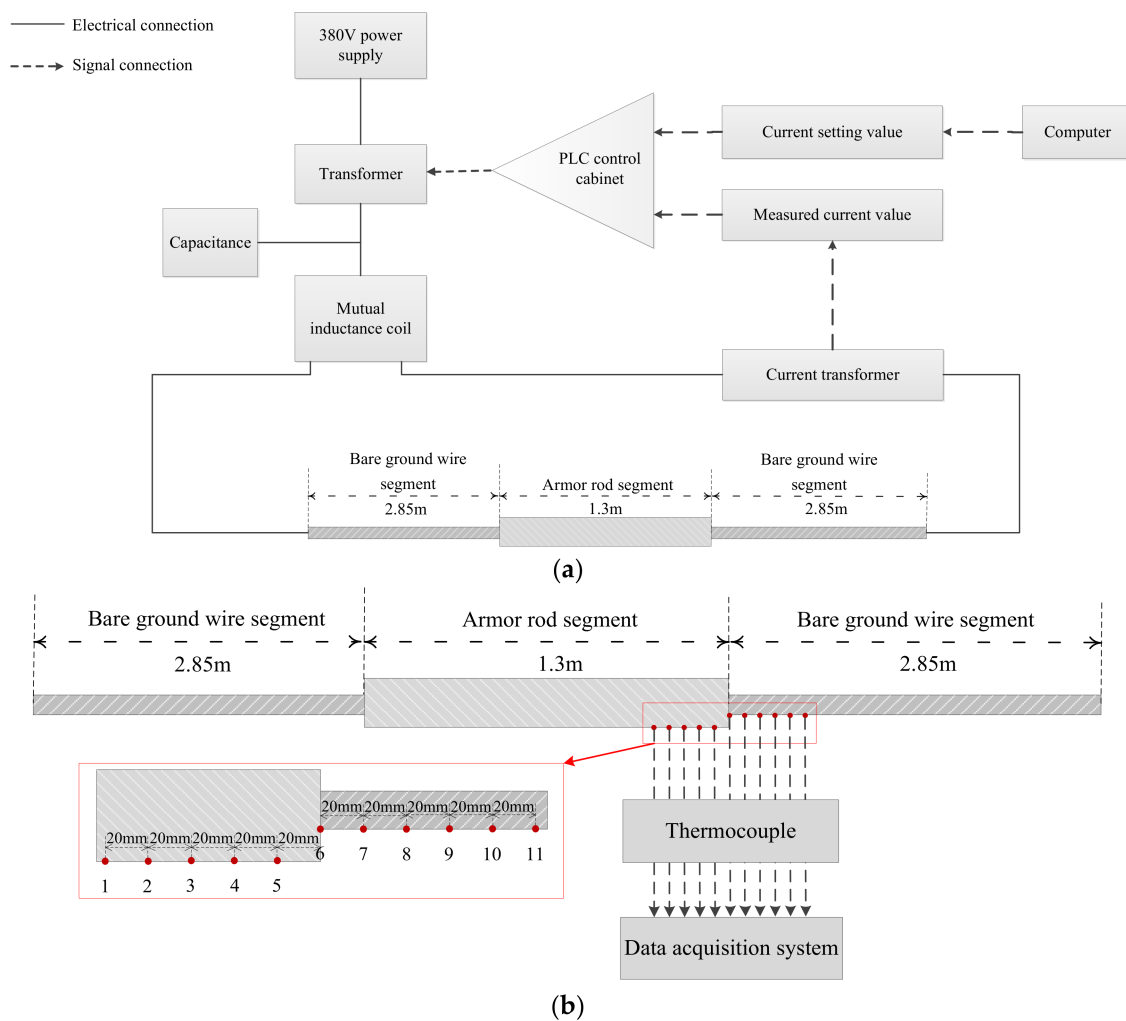 Electrical connection
Signal connection
380V power
supply
Transformer
Capacitance
Mutual
inductance coil
PLC control
cabinet
Current setting value
Computer
Measured current value
Current transformer
Bare ground wire
segment
2.85m
Armor rod segment
1.3m
Bare ground wire
segment
2.85m
(a)
Bare ground wire segment
2.85m
Armor rod segment
1.3m
Bare ground wire segment
2.85m
20mm 20mm 20mm 20mm 20mm
20mm 20mm 20mm 20mm 20mm
6 7 8 9 10 11
1 2 3 4 5
Thermocouple
Data acquisition system
(b)